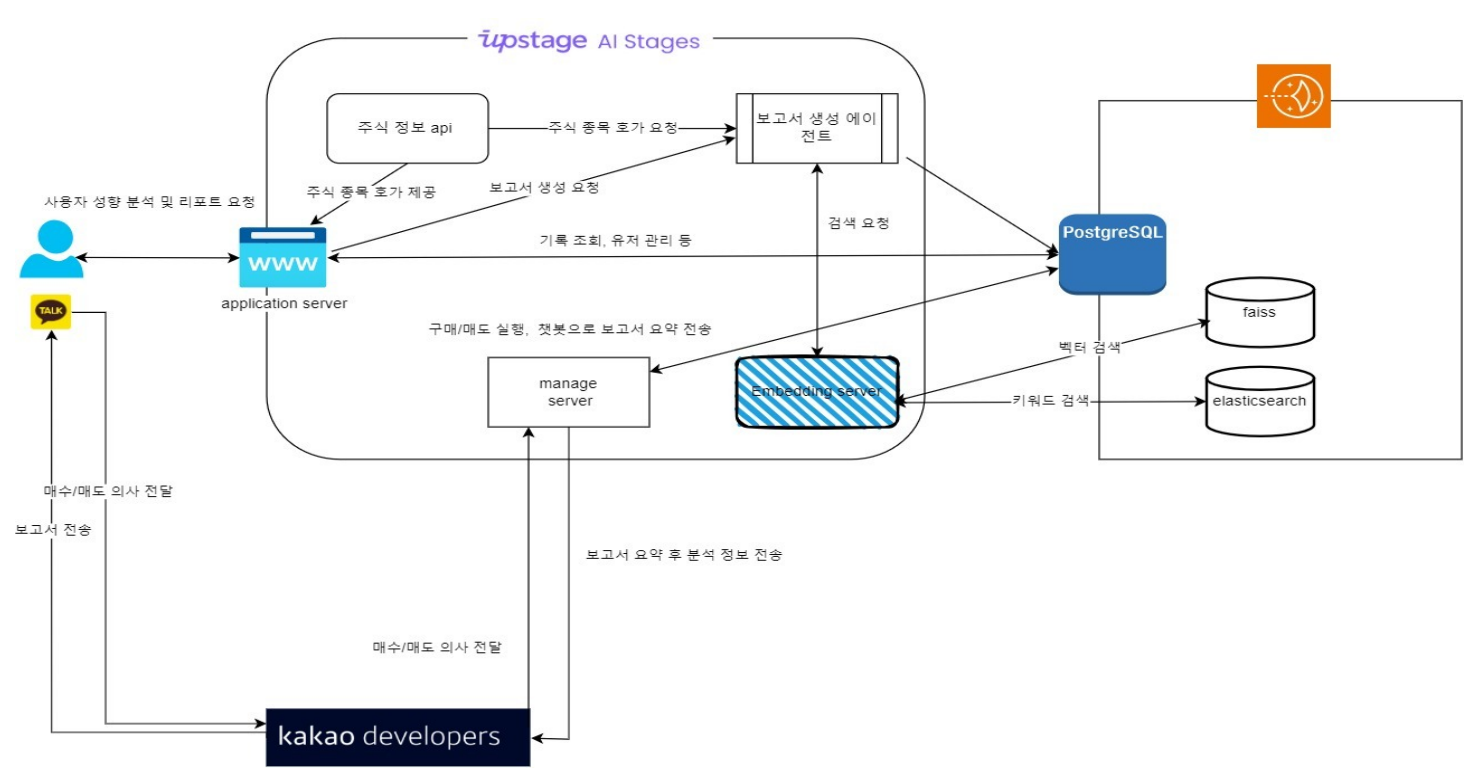 upstage AI Stages
주식 정보 api
주식 종목 호가 요청
보고서 생성 에이
전트
주식 종목 호가 제공
보고서 생성 요청
사용자 성향 분석 및 리포트 요청
검색 요청
기록 조회, 유저 관리 등
PostgreSQL
www
application server
TALK
faiss
구매/매도 실행, 챗봇으로 보고서 요약 전송
벡터 검색
manage
server
Embedding server
키워드 검색
elasticsearch
매수/매도 의사 전달
보고서 전송
보고서 요약 후 분석 정보 전송
매수/매도 의사 전달
kakao developers